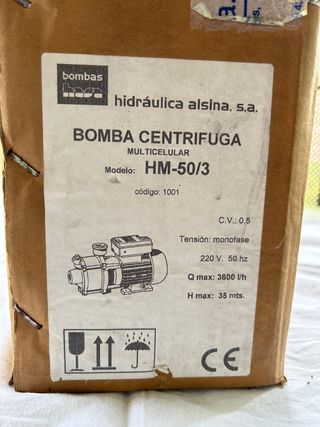 bombas
hasa
hidráulica alsina, s.a.
BOMBA CENTRIFUGA
MULTICELULAR
Modelo: HM-50/3
código: 1001
C.V.: 0,5
Tensión: monofase
220 V. 50 hz
Q max: 3600 l/h
H max: 35 mts.
CE